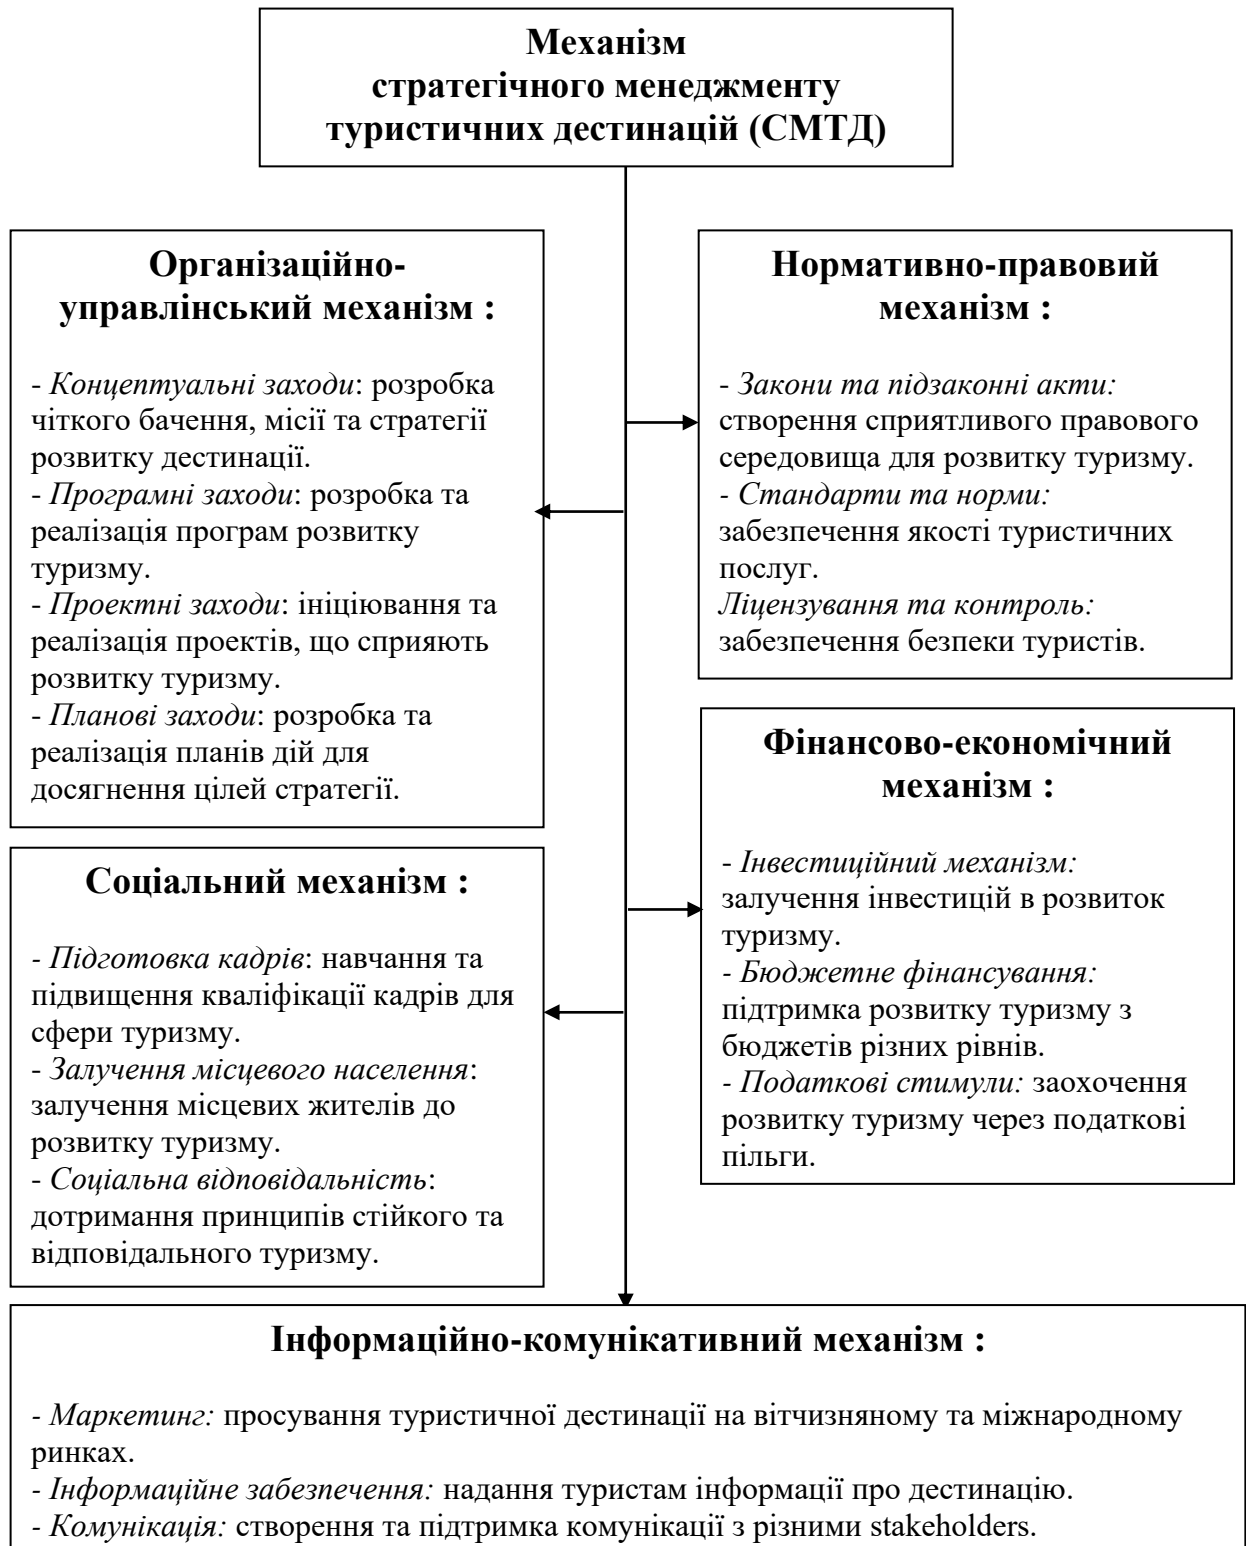 Механізм
стратегічного менеджменту
туристичних дестинацій (СМТД)
Організаційно-
управлінський механізм :
- Концептуальні заходи: розробка
чіткого бачення, місії та стратегії
розвитку дестинації.
- Програмні заходи: розробка та
реалізація програм розвитку
туризму.
- Проектні заходи: ініціювання та
реалізація проектів, що сприяють
розвитку туризму.
- Планові заходи: розробка та
реалізація планів дій для
досягнення цілей стратегії.
Нормативно-правовий
механізм :
- Закони та підзаконні акти:
створення сприятливого правового
середовища для розвитку туризму.
- Стандарти та норми:
забезпечення якості туристичних
послуг.
Ліцензування та контроль:
забезпечення безпеки туристів.
Соціальний механізм :
- Підготовка кадрів: навчання та
підвищення кваліфікації кадрів для
сфери туризму.
- Залучення місцевого населення:
залучення місцевих жителів до
розвитку туризму.
- Соціальна відповідальність:
дотримання принципів стійкого та
відповідального туризму.
Фінансово-економічний
механізм :
- Інвестиційний механізм:
залучення інвестицій в розвиток
туризму.
- Бюджетне фінансування:
підтримка розвитку туризму з
бюджетів різних рівнів.
- Податкові стимули: заохочення
розвитку туризму через податкові
пільги.
Інформаційно-комунікативний механізм :
- Маркетинг: просування туристичної дестинації на вітчизняному та міжнародному
ринках.
- Інформаційне забезпечення: надання туристам інформації про дестинацію.
- Комунікація: створення та підтримка комунікації з різними stakeholders.